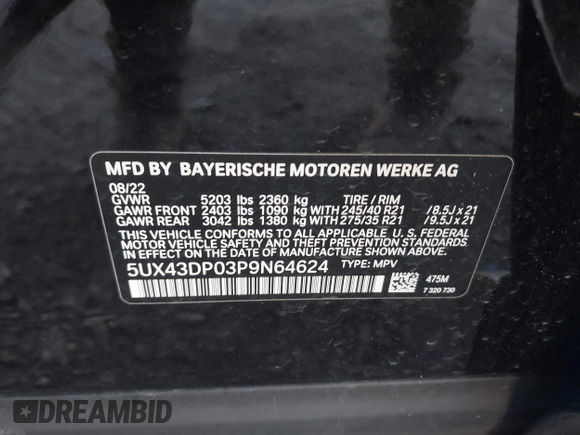 MFD BY BAYERISCHE MOTOREN WERKE AG
08/22
GVWR 5203 lbs 2360 kg TIRE / RIM
GAWR FRONT 2403 lbs 1090 kg WITH 245/40 R21 /8.5J x 21
GAWR REAR 3042 lbs 1380 kg WITH 275/35 R21 /9.5J x 21
THIS VEHICLE CONFORMS TO ALL APPLICABLE U. S. FEDERAL
MOTOR VEHICLE SAFETY, BUMPER, AND THEFT PREVENTION
STANDARDS IN EFFECT ON THE DATE OF MANUFACTURE SHOWN ABOVE.
5UX43DP03P9N64624 TYPE: MPV
475M
7 320 730
DREAMBID